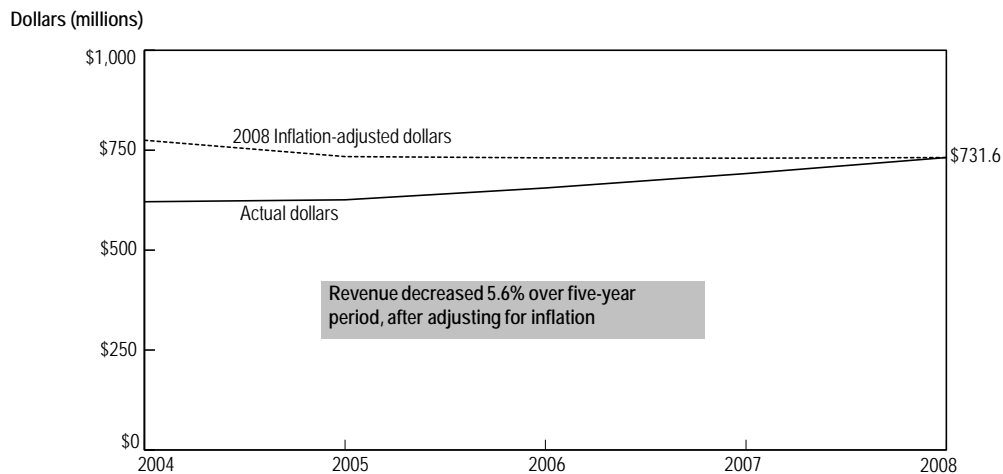 Dollars (millions)
$1,000
2008 Inflation-adjusted dollars
$750
$731.6
Actual dollars
$500
Revenue decreased 5.6% over five-year
period, after adjusting for inflation
$250
$0
2004 2005 2006 2007 2008